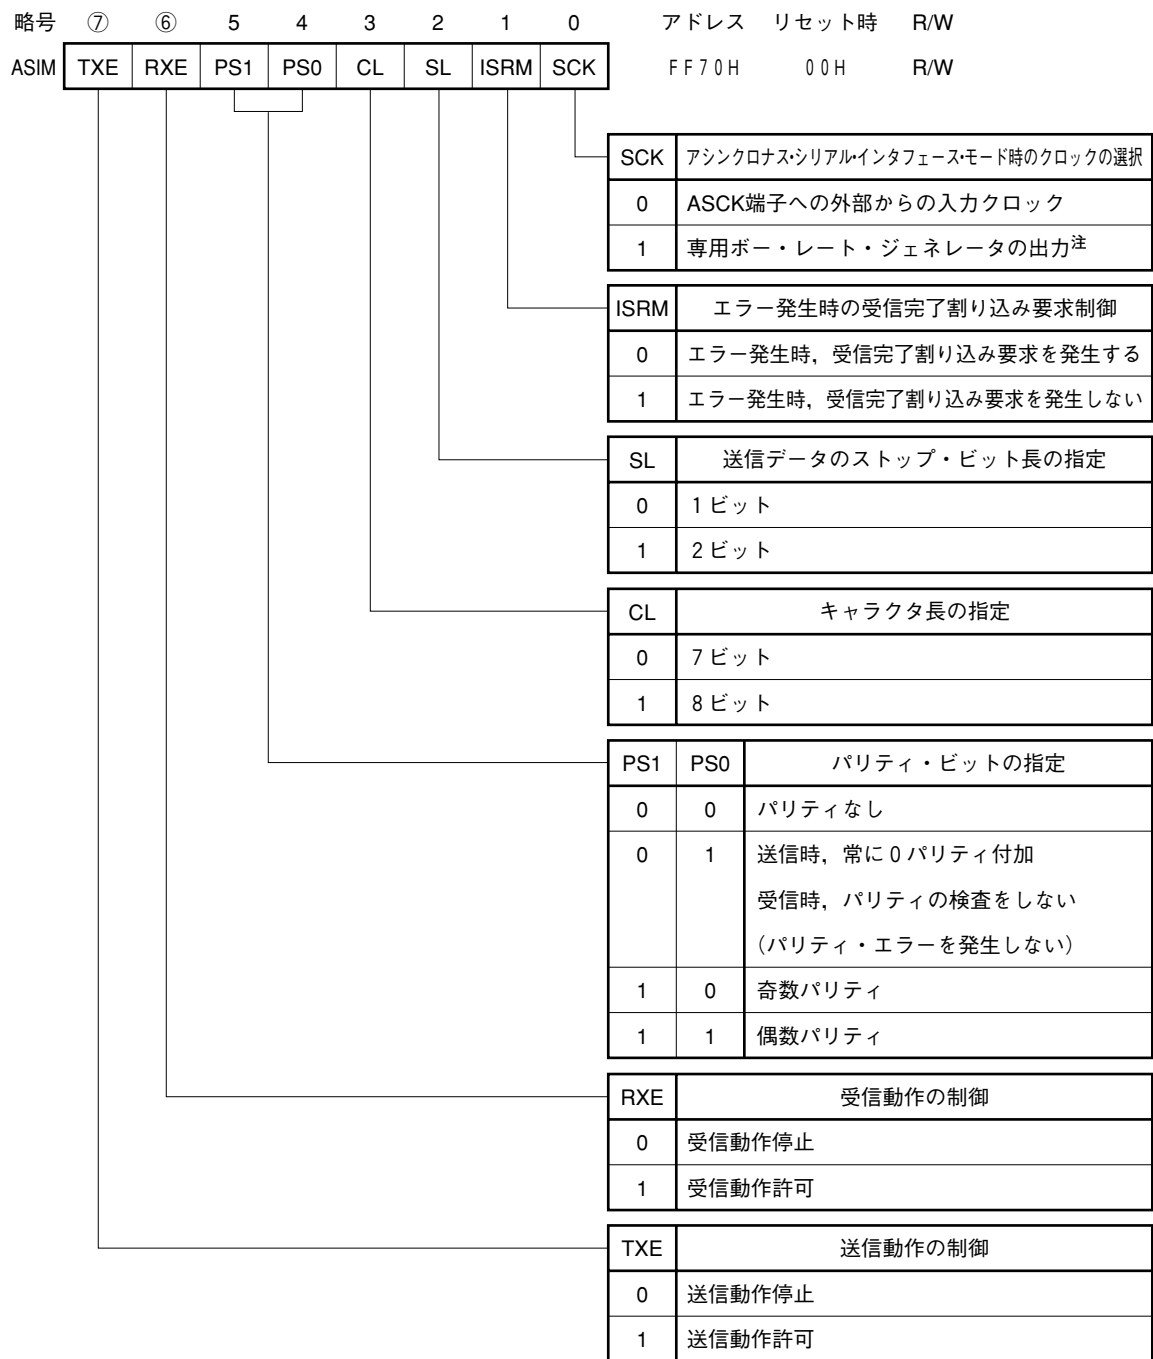 略号 ⑦ ⑥ 5 4 3 2 1 0 アドレス リセット時 R/W
ASIM TXE RXE PS1 PS0 CL SL ISRM SCK FF70H 00H R/W
SCK アシンクロナス・シリアル・インタフェース・モード時のクロックの選択
0 ASCK端子への外部からの入力クロック
1 専用ボー・レート・ジェネレータの出力注
ISRM エラー発生時の受信完了割り込み要求制御
0 エラー発生時，受信完了割り込み要求を発生する
1 エラー発生時，受信完了割り込み要求を発生しない
SL 送信データのストップ・ビット長の指定
0 1ビット
1 2ビット
CL キャラクタ長の指定
0 7ビット
1 8ビット
PS1 PS0 パリティ・ビットの指定
0 0 パリティなし
0 1 送信時，常に0パリティ付加
受信時，パリティの検査をしない
（パリティ・エラーを発生しない）
1 0 奇数パリティ
1 1 偶数パリティ
RXE 受信動作の制御
0 受信動作停止
1 受信動作許可
TXE 送信動作の制御
0 送信動作停止
1 送信動作許可